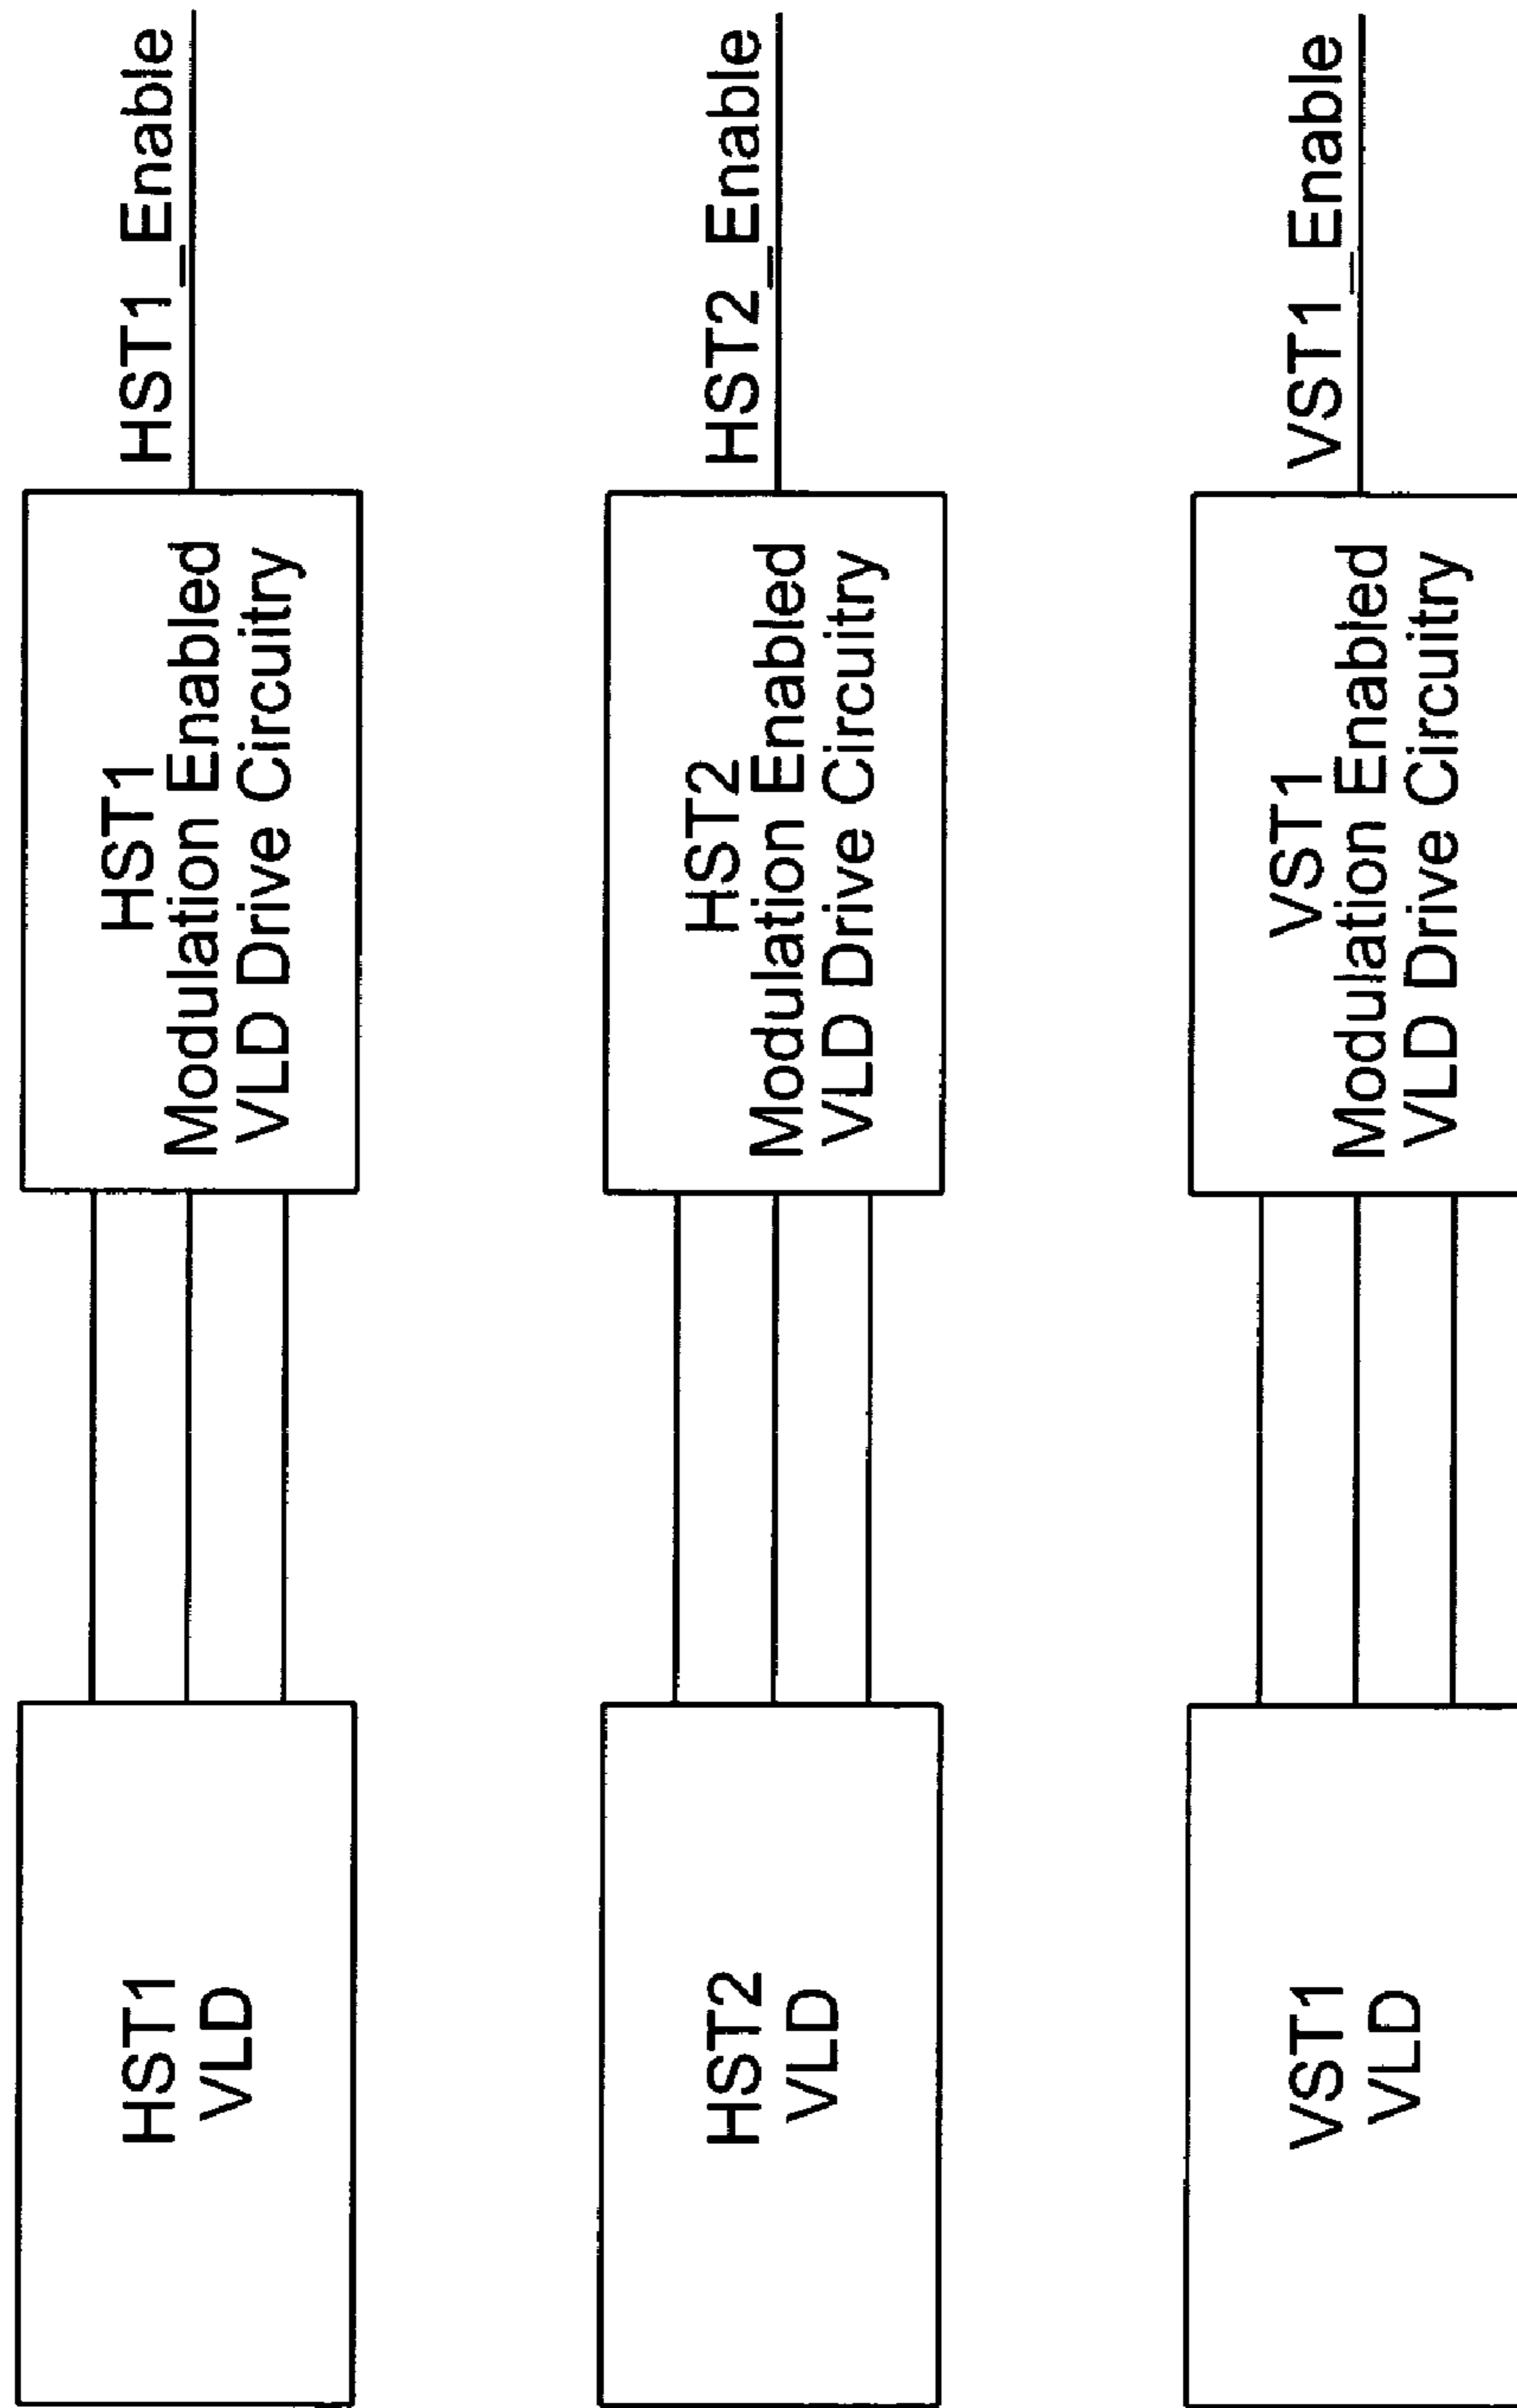 HST1
VLD
HST1
Modulation Enabled
VLD Drive Circuitry
HST1_Enable
HST2
VLD
HST2
Modulation Enabled
VLD Drive Circuitry
HST2_Enable
VST1
VLD
VST1
Modulation Enabled
VLD Drive Circuitry
VST1_Enable